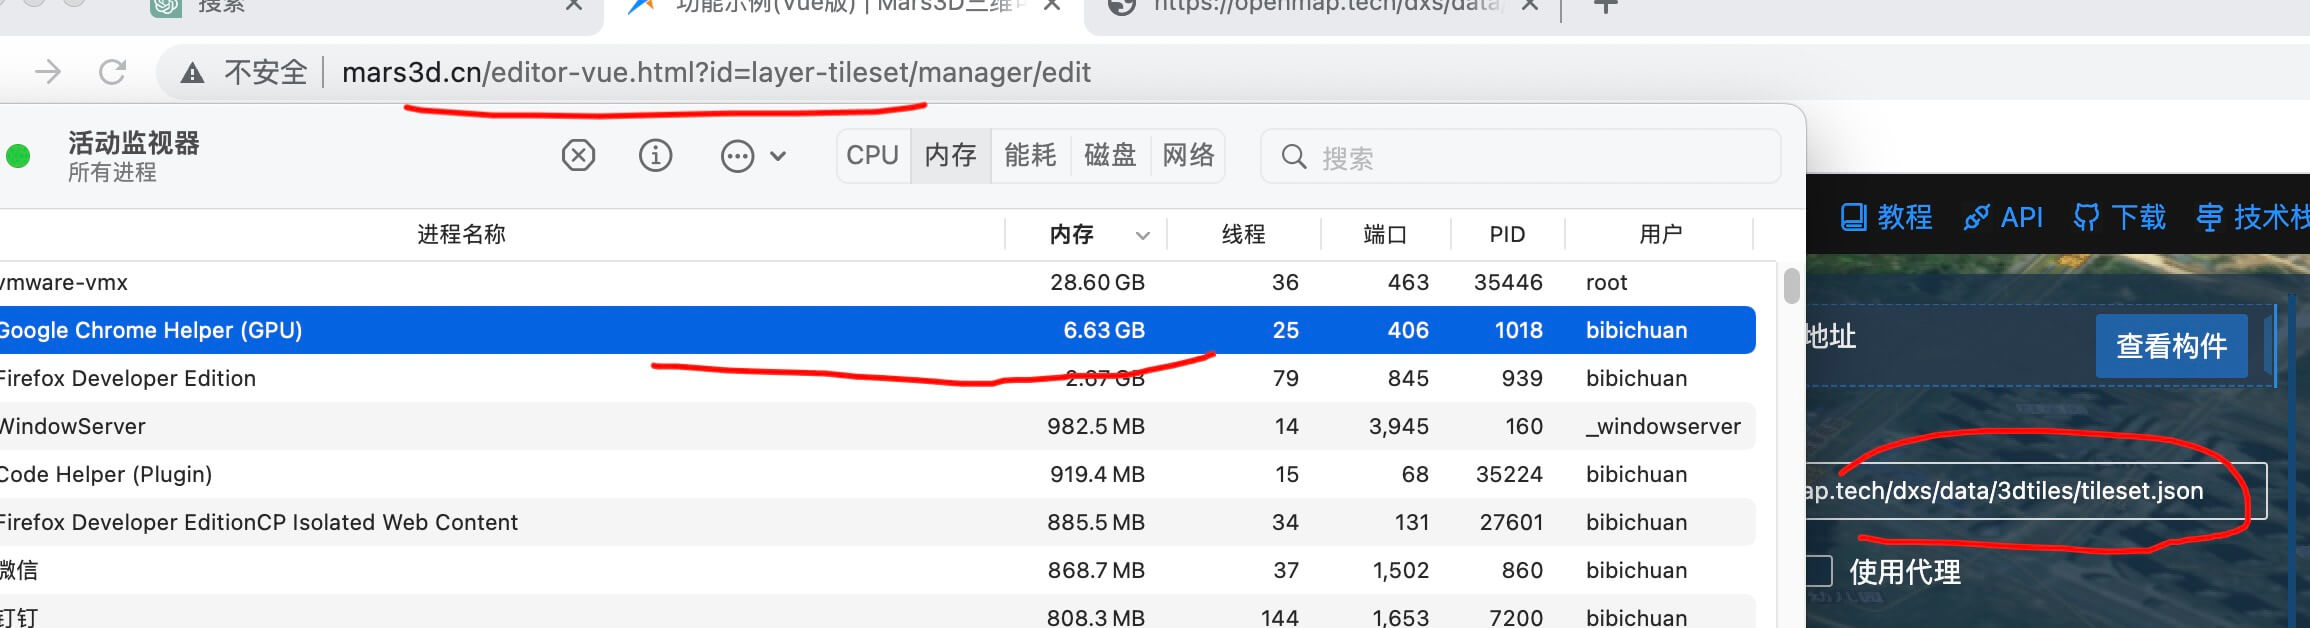 搜索
功能示例(Vue版) | Mars3D三维
https://openmap.tech/dxs/data/
不安全
mars3d.cn/editor-vue.html?id=layer-tileset/manager/edit
活动监视器
所有进程
CPU 内存 能耗 磁盘 网络
搜索
教程 API 下载 技术栈
进程名称 内存 线程 端口 PID 用户
vmware-vmx 28.60 GB 36 463 35446 root
Google Chrome Helper (GPU) 6.63 GB 25 406 1018 bibichuan
Firefox Developer Edition 2.67 GB 79 845 939 bibichuan
WindowServer 982.5 MB 14 3,945 160 _windowserver
Code Helper (Plugin) 919.4 MB 15 68 35224 bibichuan
Firefox Developer EditionCP Isolated Web Content 885.5 MB 34 131 27601 bibichuan
微信 868.7 MB 37 1,502 860 bibichuan
钉钉 808.3 MB 144 1,653 7200 bibichuan
地址
查看构件
ap.tech/dxs/data/3dtiles/tileset.json
使用代理